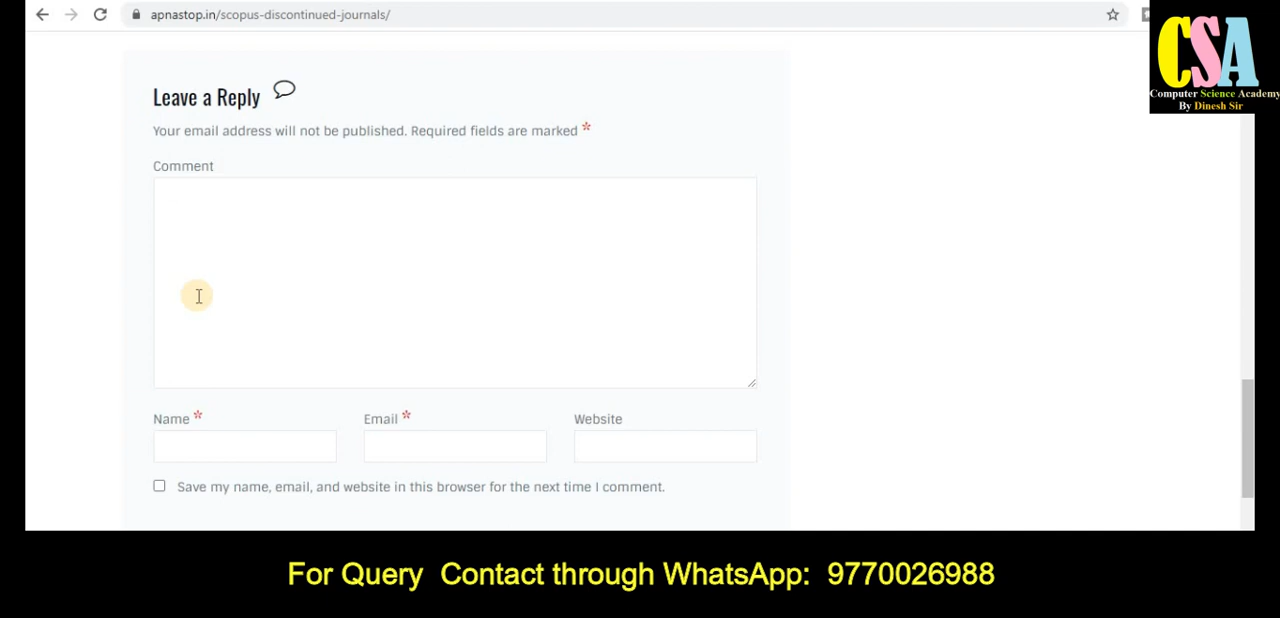 apnastop.in/scopus-discontinued-journals/
CSA
Computer Science Academy
By Dinesh Sir
Leave a Reply
Your email address will not be published. Required fields are marked *
Comment
Name * Email * Website
Save my name, email, and website in this browser for the next time I comment.
For Query Contact through WhatsApp: 9770026988